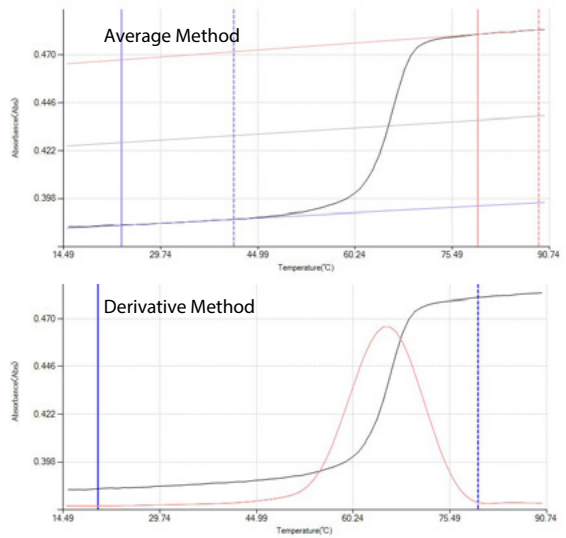 Average Method
0.470
0.446
0.422
0.398
Absorbance(Abs)
14.49 29.74 44.99 60.24 75.49 90.74
Temperature(°C)
Derivative Method
0.470
0.446
0.422
0.398
Absorbance(Abs)
14.49 29.74 44.99 60.24 75.49 90.74
Temperature(°C)